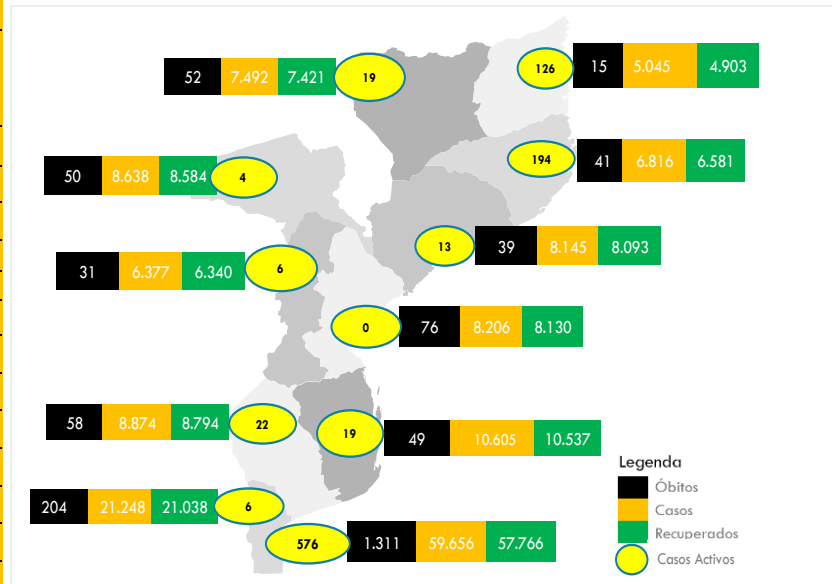 52 7.492 7.421 19
126 15 5.045 4.903
50 8.638 8.584 4
194 41 6.816 6.581
31 6.377 6.340 6
13 39 8.145 8.093
0 76 8.206 8.130
58 8.874 8.794 22
19 49 10.605 10.537
204 21.248 21.038 6
576 1.311 59.656 57.766
Legenda
Óbitos
Casos
Recuperados
Casos Activos